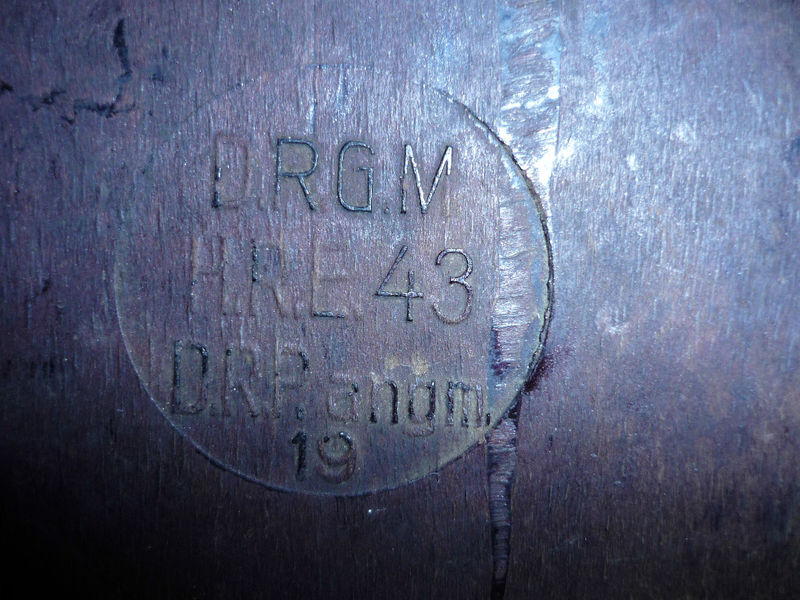 D.R.G.M
H.R.E. 43
D.R.P. angm.
19